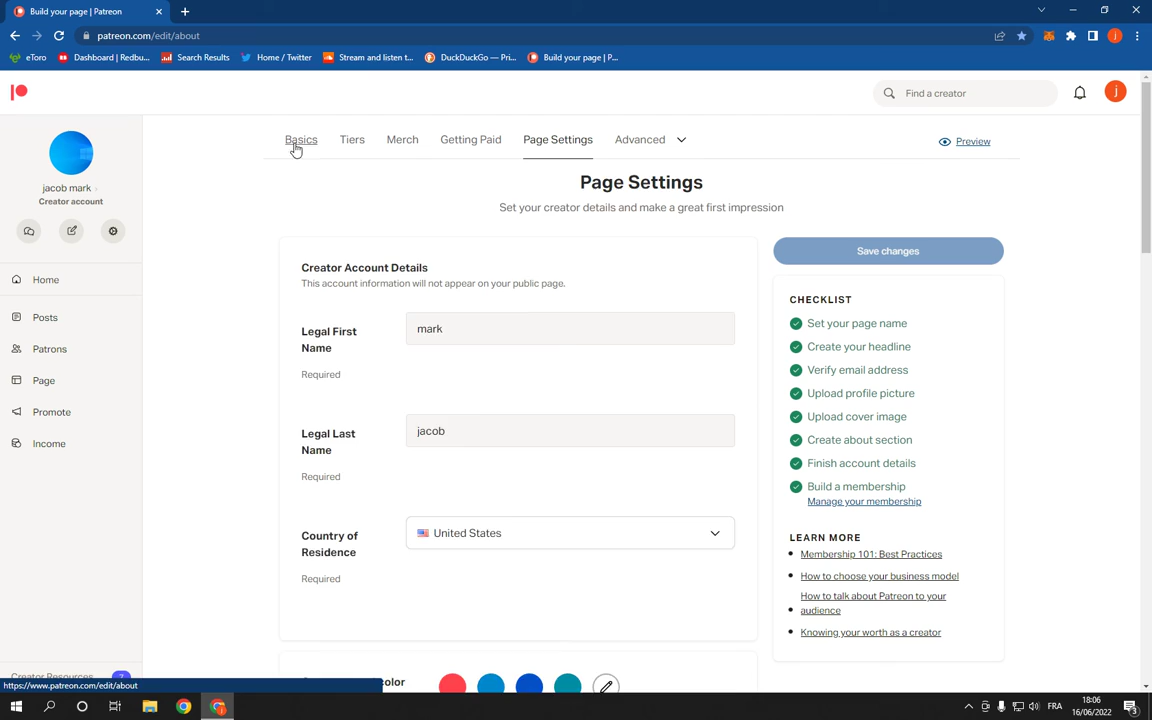 Build your page | Patreon
patreon.com/edit/about
eToro
Dashboard | Redbu...
Search Results
Home / Twitter
Stream and listen t...
DuckDuckGo — Pri...
Build your page | P...
Find a creator
j
Basics
Tiers
Merch
Getting Paid
Page Settings
Advanced
Preview
jacob mark
Creator account
Home
Posts
Patrons
Page
Promote
Income
Page Settings
Set your creator details and make a great first impression
Creator Account Details
This account information will not appear on your public page.
Legal First
Name
Required
mark
Legal Last
Name
Required
jacob
Country of
Residence
Required
United States
Save changes
CHECKLIST
Set your page name
Create your headline
Verify email address
Upload profile picture
Upload cover image
Create about section
Finish account details
Build a membership
Manage your membership
LEARN MORE
Membership 101: Best Practices
How to choose your business model
How to talk about Patreon to your
audience
Knowing your worth as a creator
Creator Resources
7
https://www.patreon.com/edit/about
color
FRA
18:06
16/06/2022
3